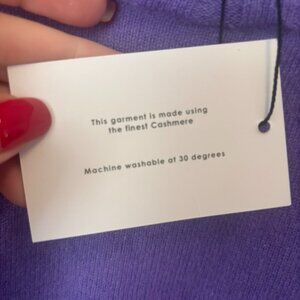 This garment is made using
the finest Cashmere
Machine washable at 30 degrees